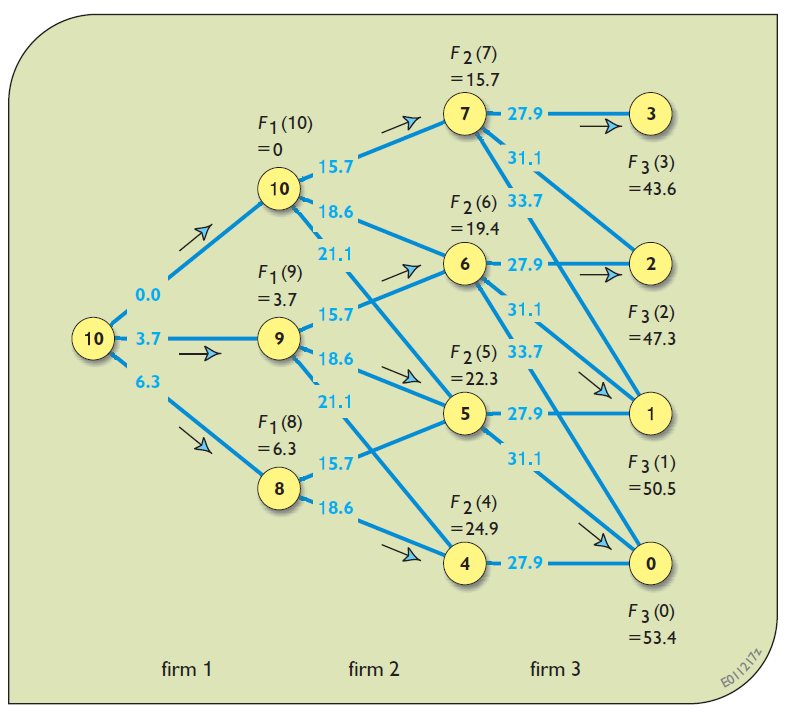 F2(7)
=15.7
7
27.9
3
F1(10)
=0
15.7
31.1
F3(3)
=43.6
10
18.6
F2(6)
=19.4
33.7
21.1
6
27.9
2
0.0
F1(9)
=3.7
15.7
31.1
F3(2)
=47.3
10
3.7
9
18.6
F2(5)
=22.3
33.7
6.3
21.1
5
27.9
1
F1(8)
=6.3
15.7
31.1
F3(1)
=50.5
8
18.6
F2(4)
=24.9
4
27.9
0
F3(0)
=53.4
firm 1
firm 2
firm 3
E011217z